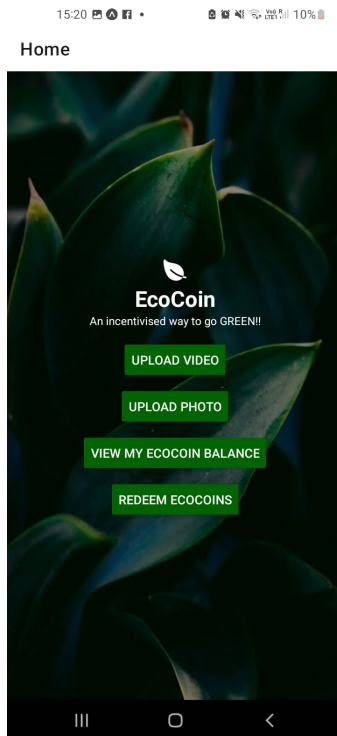 15:20
10%
Home
EcoCoin
An incentivised way to go GREEN!!
UPLOAD VIDEO
UPLOAD PHOTO
VIEW MY ECOCOIN BALANCE
REDEEM ECOCOINS